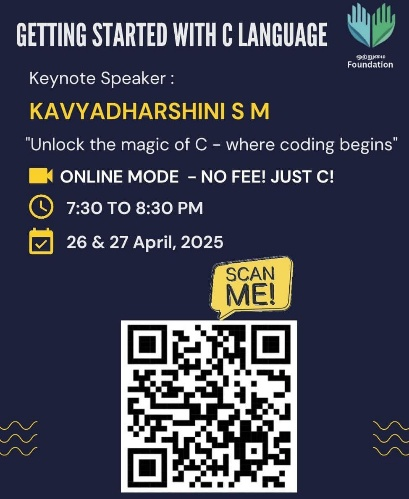 GETTING STARTED WITH C LANGUAGE
ஒற்றுமை
Foundation
Keynote Speaker :
KAVYADHARSHINI S M
"Unlock the magic of C - where coding begins"
ONLINE MODE - NO FEE! JUST C!
7:30 TO 8:30 PM
26 & 27 April, 2025
SCAN
ME!